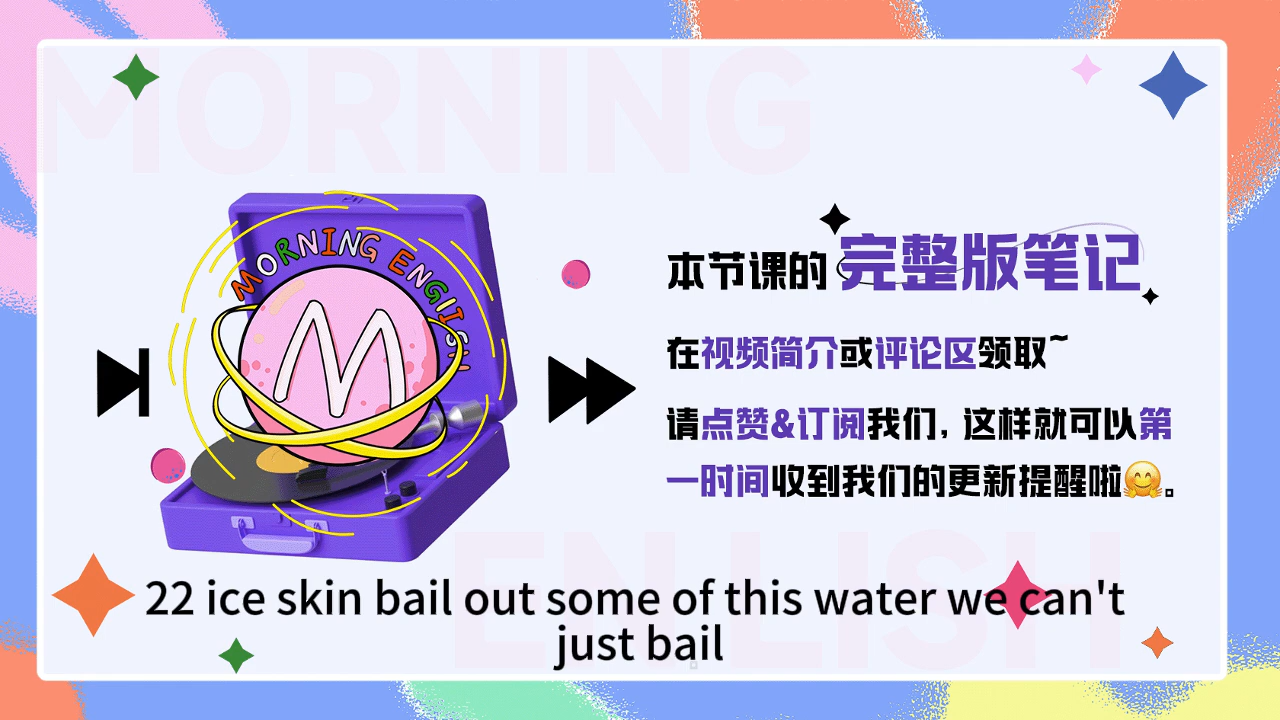 MORNING
MORNING ENGlISH
M
本节课的 完整版笔记
在视频简介或评论区领取~
请点赞&订阅我们, 这样就可以第
一时间收到我们的更新提醒啦🤗。
ENGLISH
22 ice skin bail out some of this water we can't
just bail